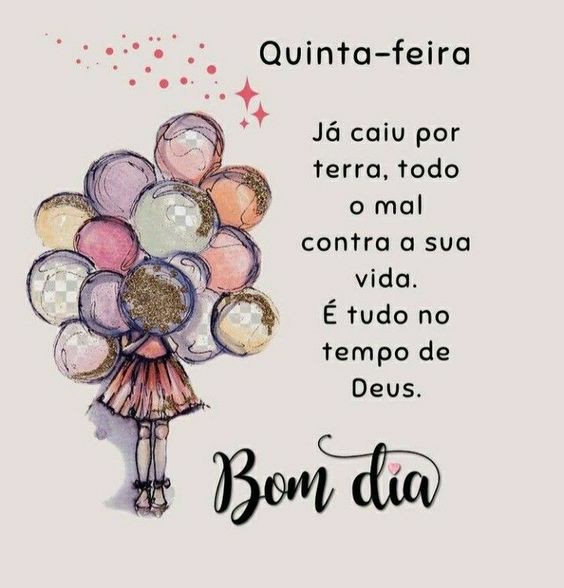 Quinta-feira
Já caiu por
terra, todo
o mal
contra a sua
vida.
É tudo no
tempo de
Deus.
Bom dia